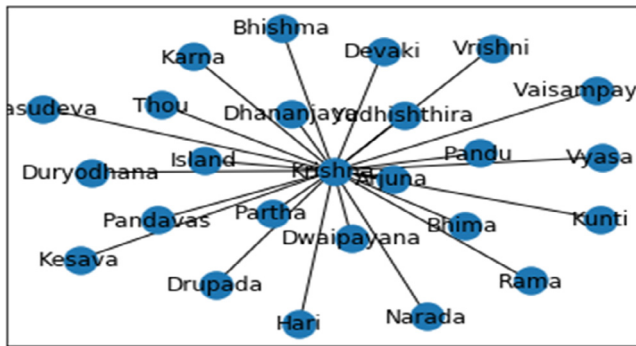 Bhishma
Karna
Devaki
Vrishni
Vaisampay
asudeva
Thou
Dhananjaya
Yudhishthira
Duryodhana
Island
Krishna
Arjuna
Pandu
Vyasa
Pandavas
Partha
Dwaipayana
Bhima
Kunti
Kesava
Drupada
Rama
Hari
Narada